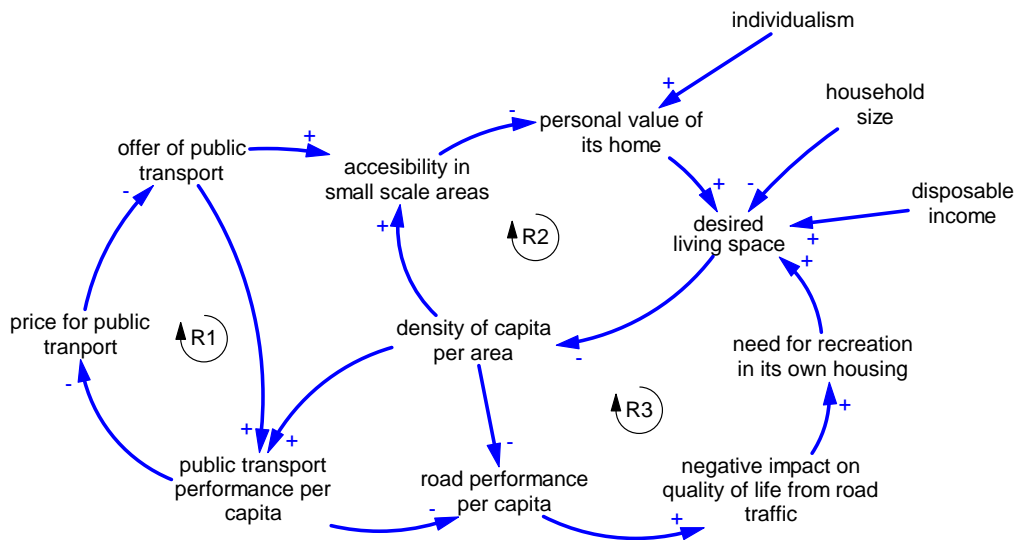 individualism
household
size
personal value of
its home
offer of public
transport
accesibility in
small scale areas
disposable
income
desired
living space
R2
price for public
tranport
R1
density of capita
per area
need for recreation
in its own housing
R3
public transport
performance per
capita
road performance
per capita
negative impact on
quality of life from road
traffic
+
-
+
+
-
+
+
+
-
+
-
-
+
+
+
-
-
+
-
+